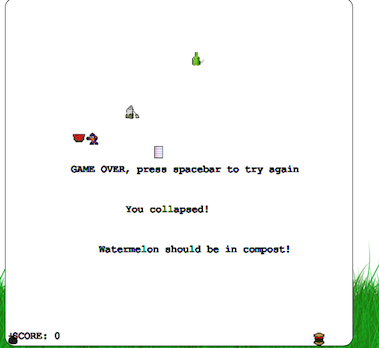 GAME OVER, press spacebar to try again
You collapsed!
Watermelon should be in compost!
SCORE: 0